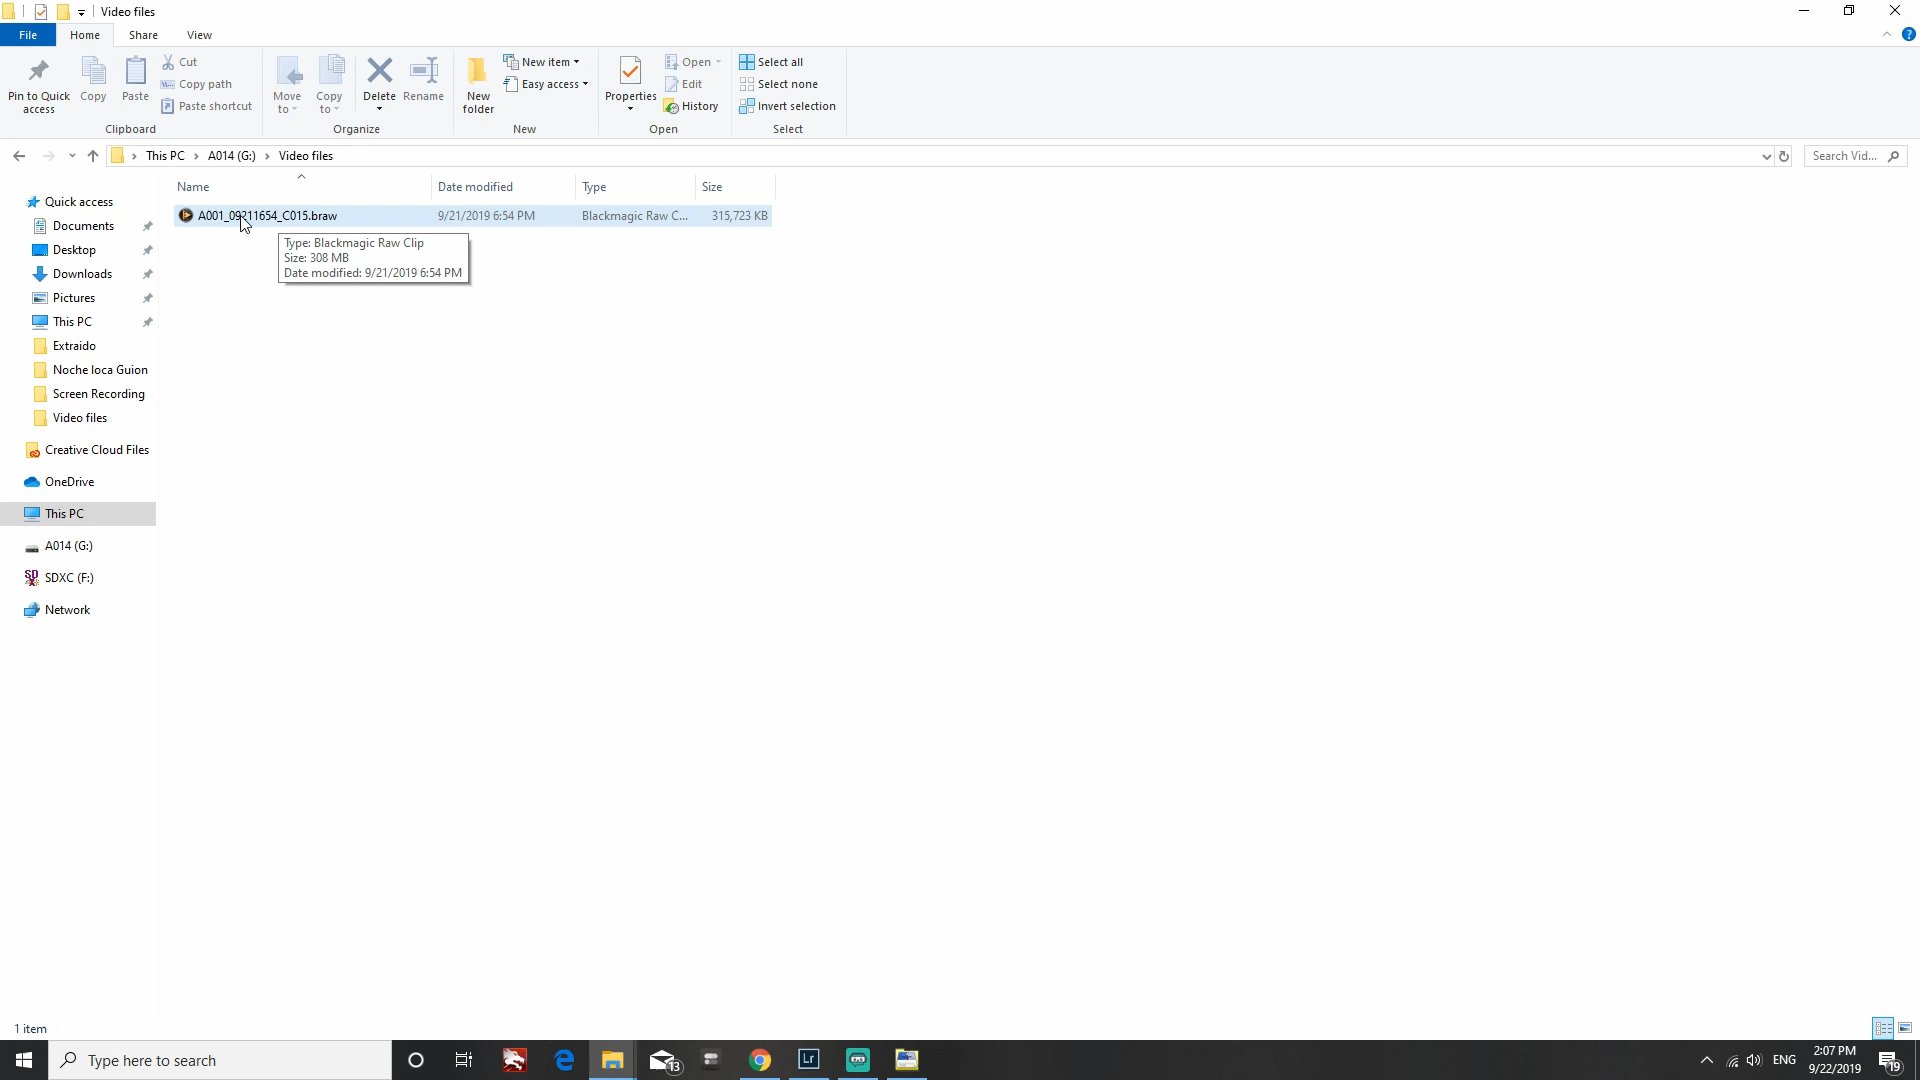 Video files
File Home Share View
Pin to Quick access
Copy
Paste
Cut
Copy path
Paste shortcut
Clipboard
Move to
Copy to
Delete
Rename
Organize
New folder
New item
Easy access
New
Properties
Open
Edit
History
Open
Select all
Select none
Invert selection
Select
This PC > A014 (G:) > Video files
Search Vid...
Name Date modified Type Size
A001_09211654_C015.braw 9/21/2019 6:54 PM Blackmagic Raw C... 315,723 KB
Type: Blackmagic Raw Clip
Size: 308 MB
Date modified: 9/21/2019 6:54 PM
Quick access
Documents
Desktop
Downloads
Pictures
This PC
Extraido
Noche loca Guion
Screen Recording
Video files
Creative Cloud Files
OneDrive
This PC
A014 (G:)
SDXC (F:)
Network
1 item
Type here to search
13
Lr
ENG
2:07 PM
9/22/2019
19